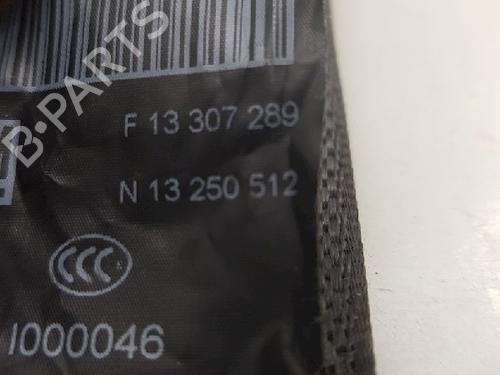 B-PARTS
F 13 307 289
N 13 250 512
CCC
I000046